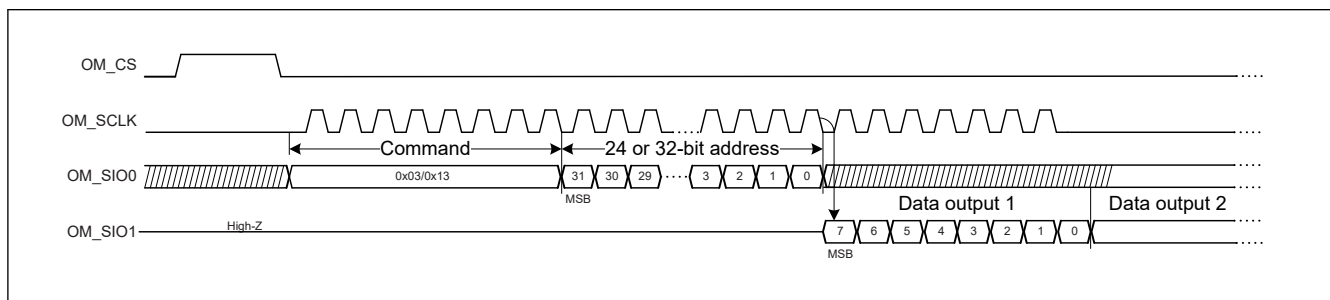 OM_CS
OM_SCLK
Command
24 or 32-bit address
OM_SIO0
0x03/0x13
31 30 29 3 2 1 0
MSB
Data output 1
Data output 2
OM_SIO1
High-Z
7 6 5 4 3 2 1 0
MSB